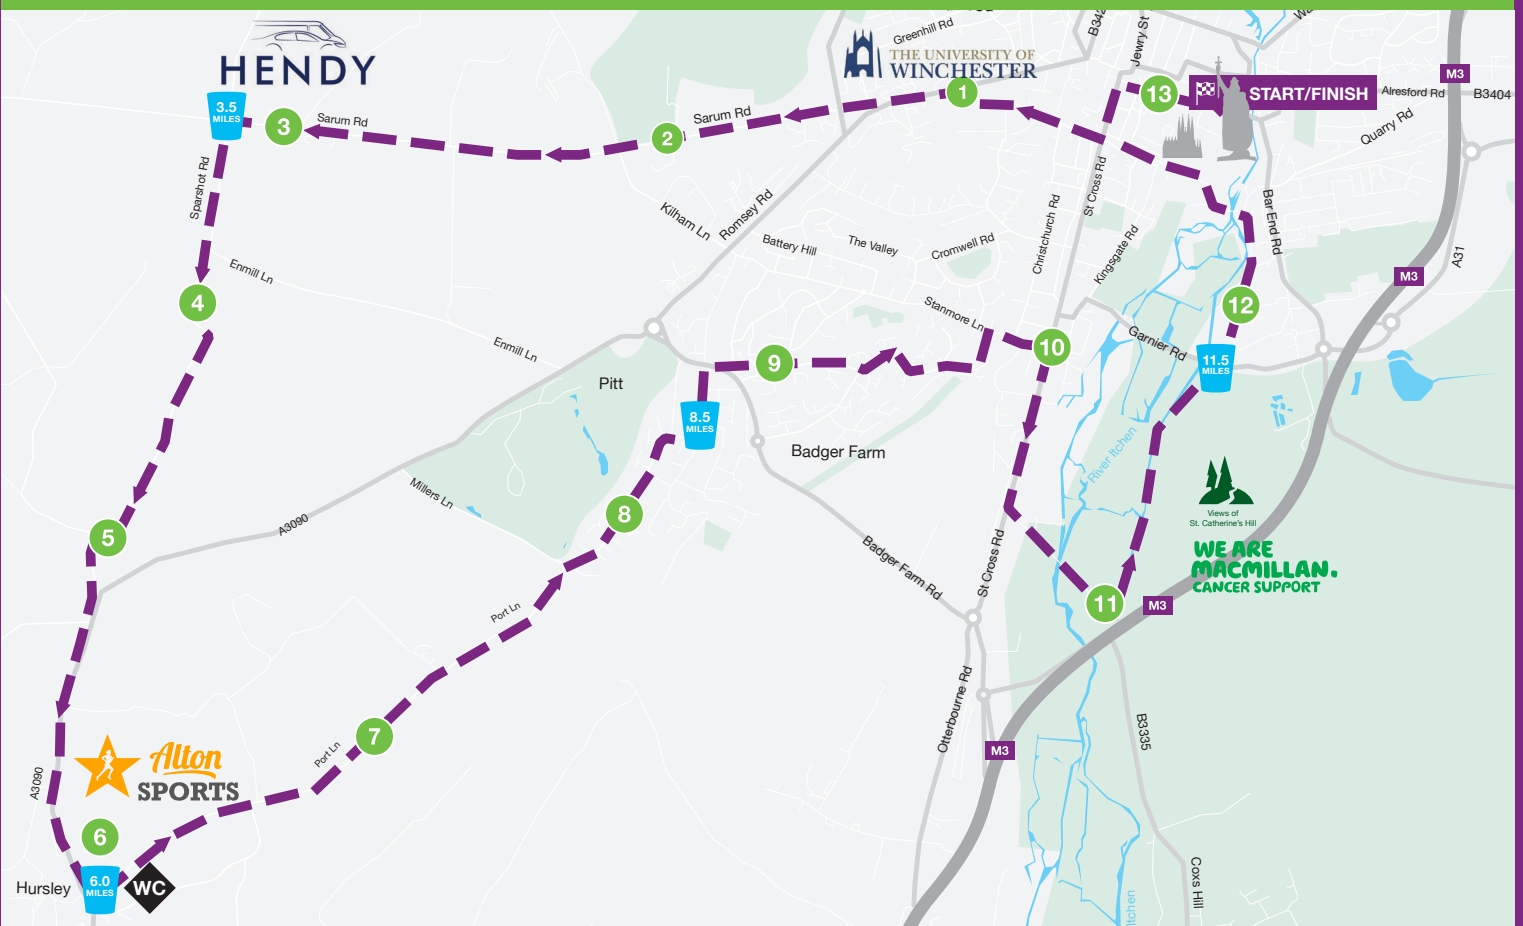 HENDY
THE UNIVERSITY OF
WINCHESTER
Greenhill Rd
Jewry St
START/FINISH
M3
Alresford Rd
B3404
Quarry Rd
3.5
MILES
3
Sarum Rd
2
Sarum Rd
1
13
Sparshot Rd
St Cross Rd
Christchurch Rd
Kingsgate Rd
Bar End Rd
A31
M3
Kilham Ln
Romsey Rd
Battery Hill
The Valley
Cromwell Rd
Enmill Ln
4
12
Stanmore Ln
10
Garnier Rd
Enmill Ln
Pitt
9
11.5
MILES
8.5
MILES
Badger Farm
River Itchen
Millers Ln
A3090
8
5
Views of
St. Catherine's Hill
WE ARE
MACMILLAN.
CANCER SUPPORT
Badger Farm Rd
St Cross Rd
11
M3
Port Ln
Otterbourne Rd
B3335
M3
7
Port Ln
Alton
SPORTS
A3090
6
6.0
MILES
WC
Hursley
Coxs Hill
Itchen